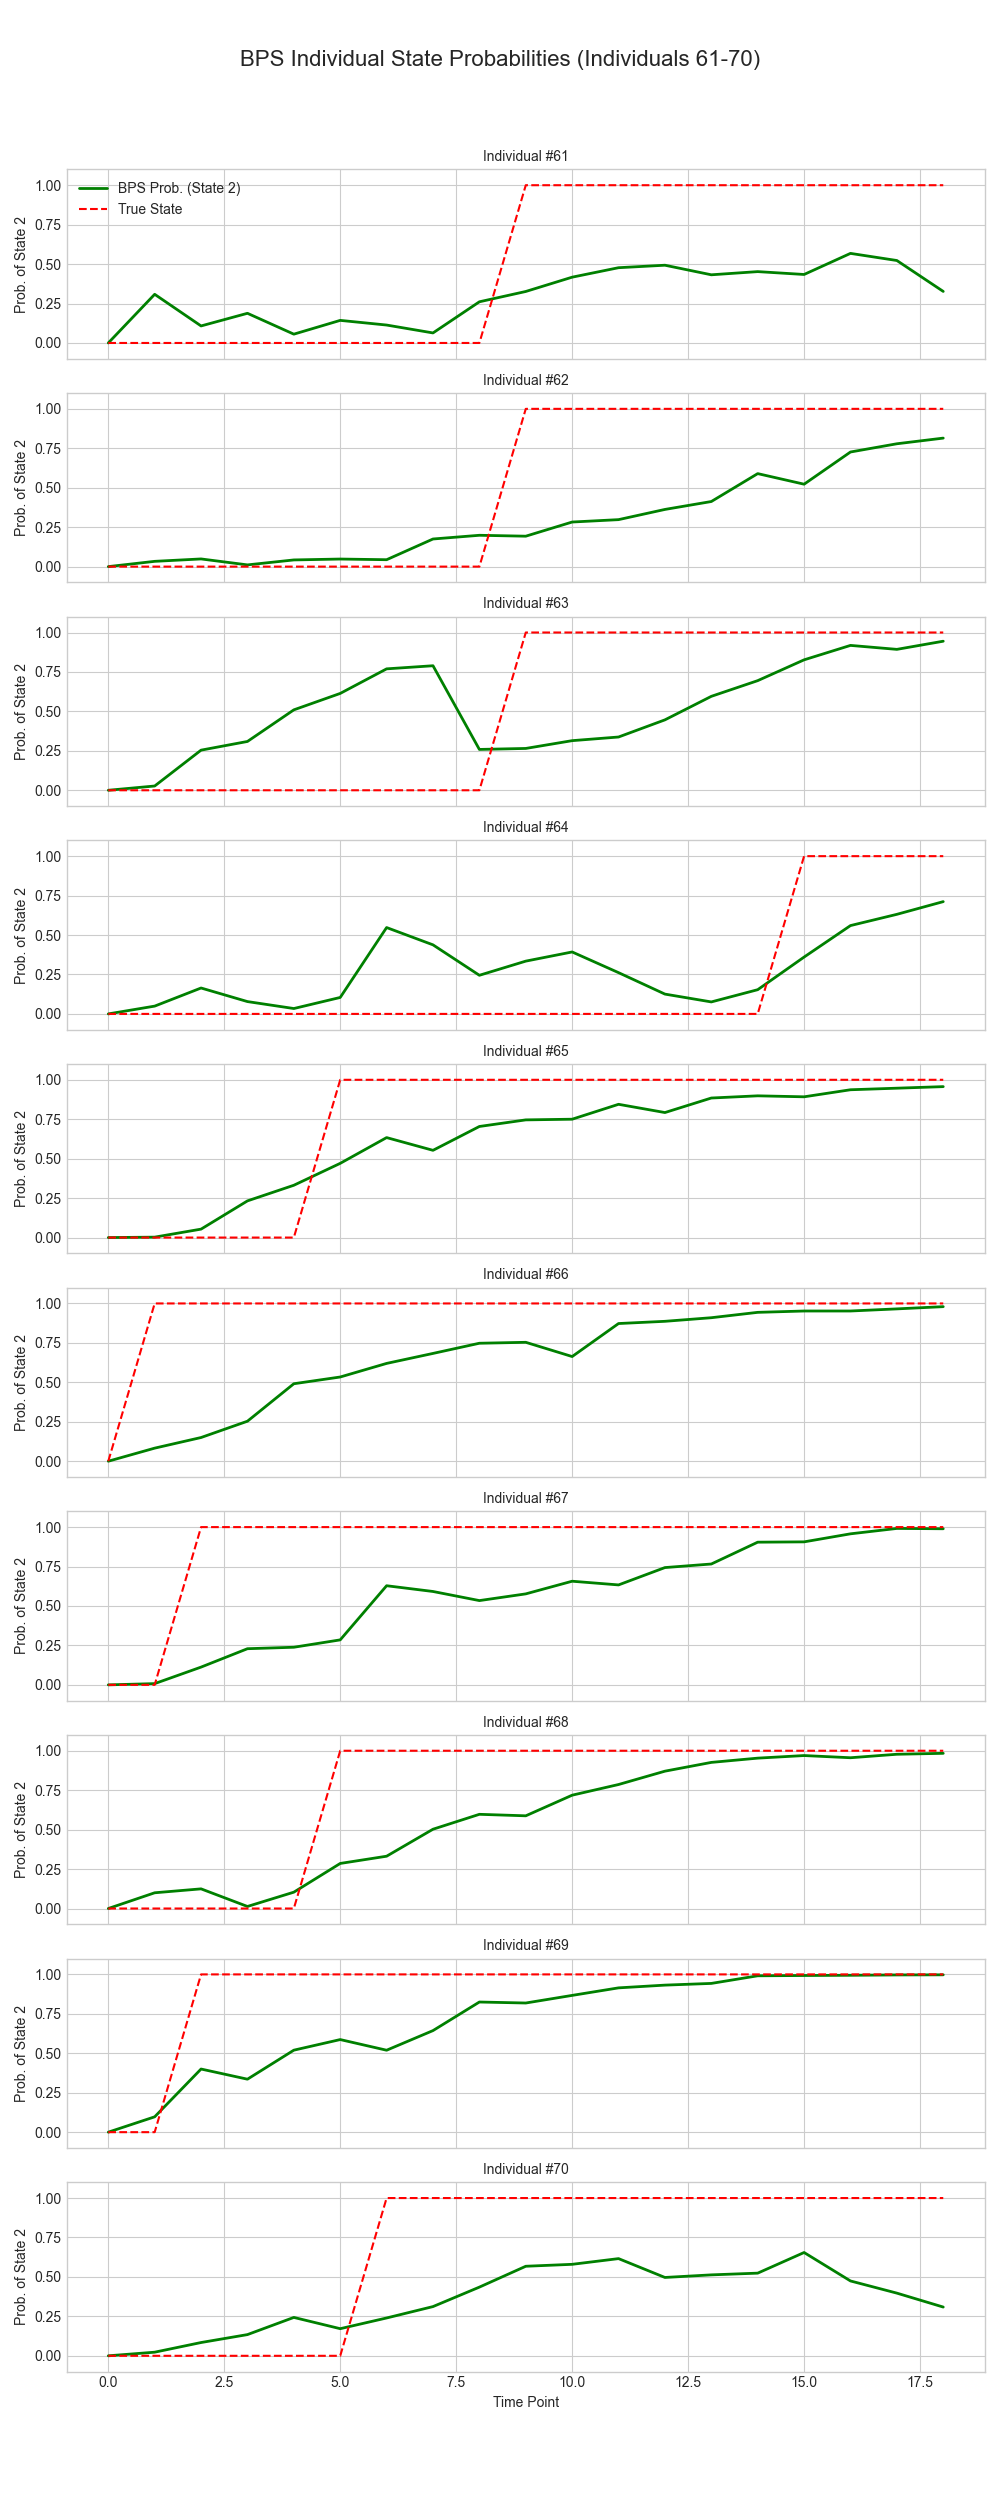 BPS Individual State Probabilities (Individuals 61-70)
Individual #61
Prob. of State 2
1.00
0.75
0.50
0.25
0.00
BPS Prob. (State 2)
True State
Individual #62
Prob. of State 2
1.00
0.75
0.50
0.25
0.00
Individual #63
Prob. of State 2
1.00
0.75
0.50
0.25
0.00
Individual #64
Prob. of State 2
1.00
0.75
0.50
0.25
0.00
Individual #65
Prob. of State 2
1.00
0.75
0.50
0.25
0.00
Individual #66
Prob. of State 2
1.00
0.75
0.50
0.25
0.00
Individual #67
Prob. of State 2
1.00
0.75
0.50
0.25
0.00
Individual #68
Prob. of State 2
1.00
0.75
0.50
0.25
0.00
Individual #69
Prob. of State 2
1.00
0.75
0.50
0.25
0.00
Individual #70
Prob. of State 2
1.00
0.75
0.50
0.25
0.00
0.0 2.5 5.0 7.5 10.0 12.5 15.0 17.5
Time Point